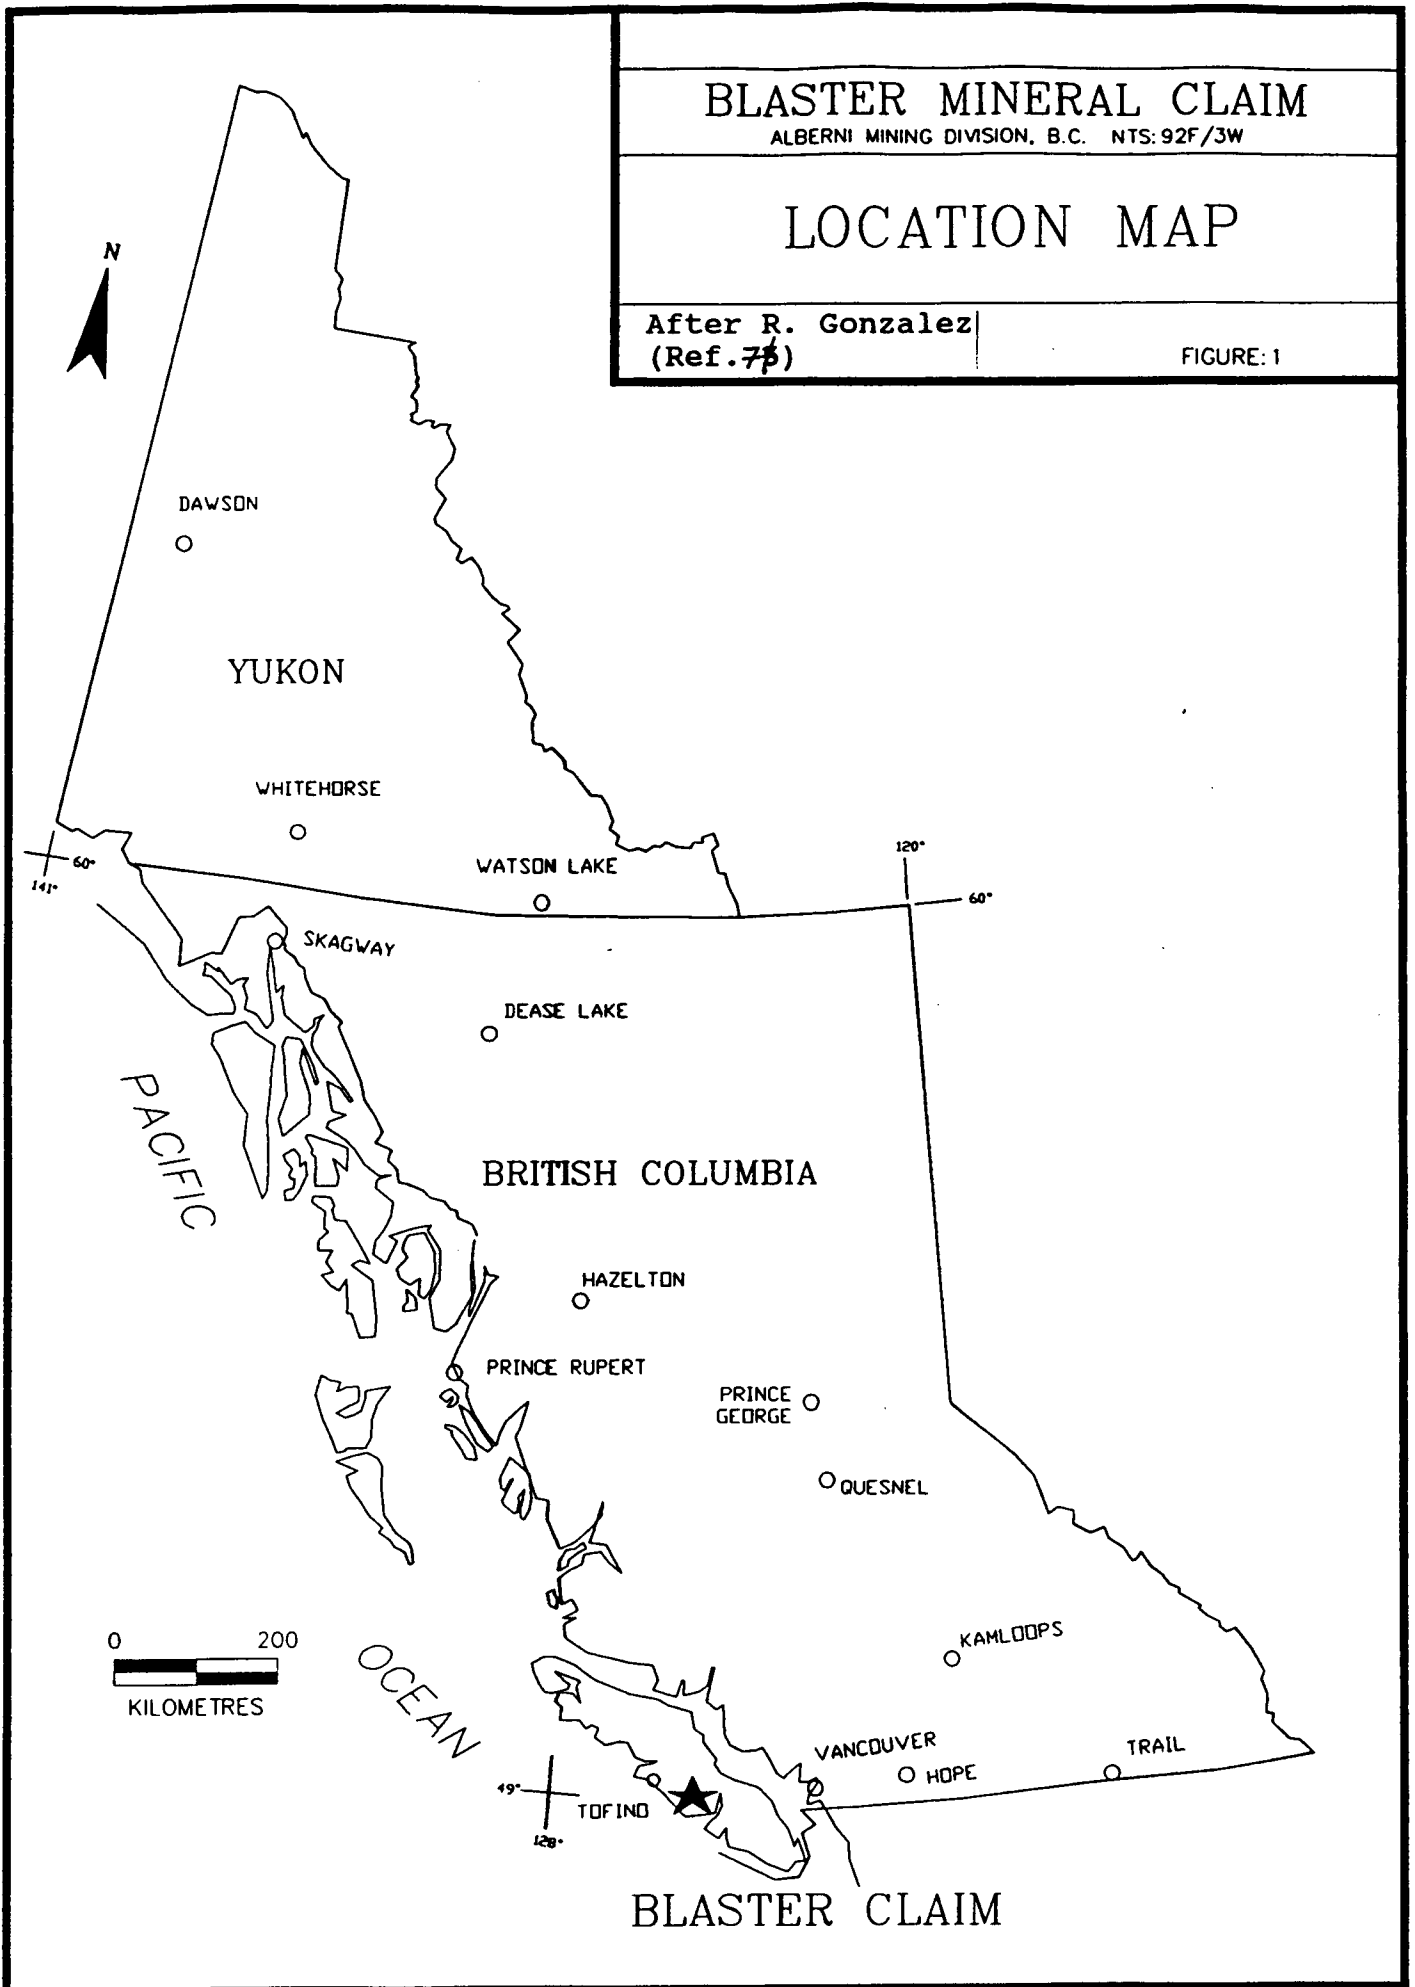 BLASTER MINERAL CLAIM
ALBERNI MINING DIVISION, B.C. NTS: 92F/3W
LOCATION MAP
After R. Gonzalez
FIGURE: 1
N
DAWSON
YUKON
WHITEHORSE
WATSON LAKE
60°
141°
120°
60°
SKAGWAY
DEASE LAKE
PACIFIC
BRITISH COLUMBIA
HAZELTON
PRINCE RUPERT
PRINCE
GEORGE
QUESNEL
0 200
KILOMETRES
OCEAN
KAMLOOPS
VANCOUVER
HOPE
TRAIL
49°
TOFINO
128°
BLASTER CLAIM